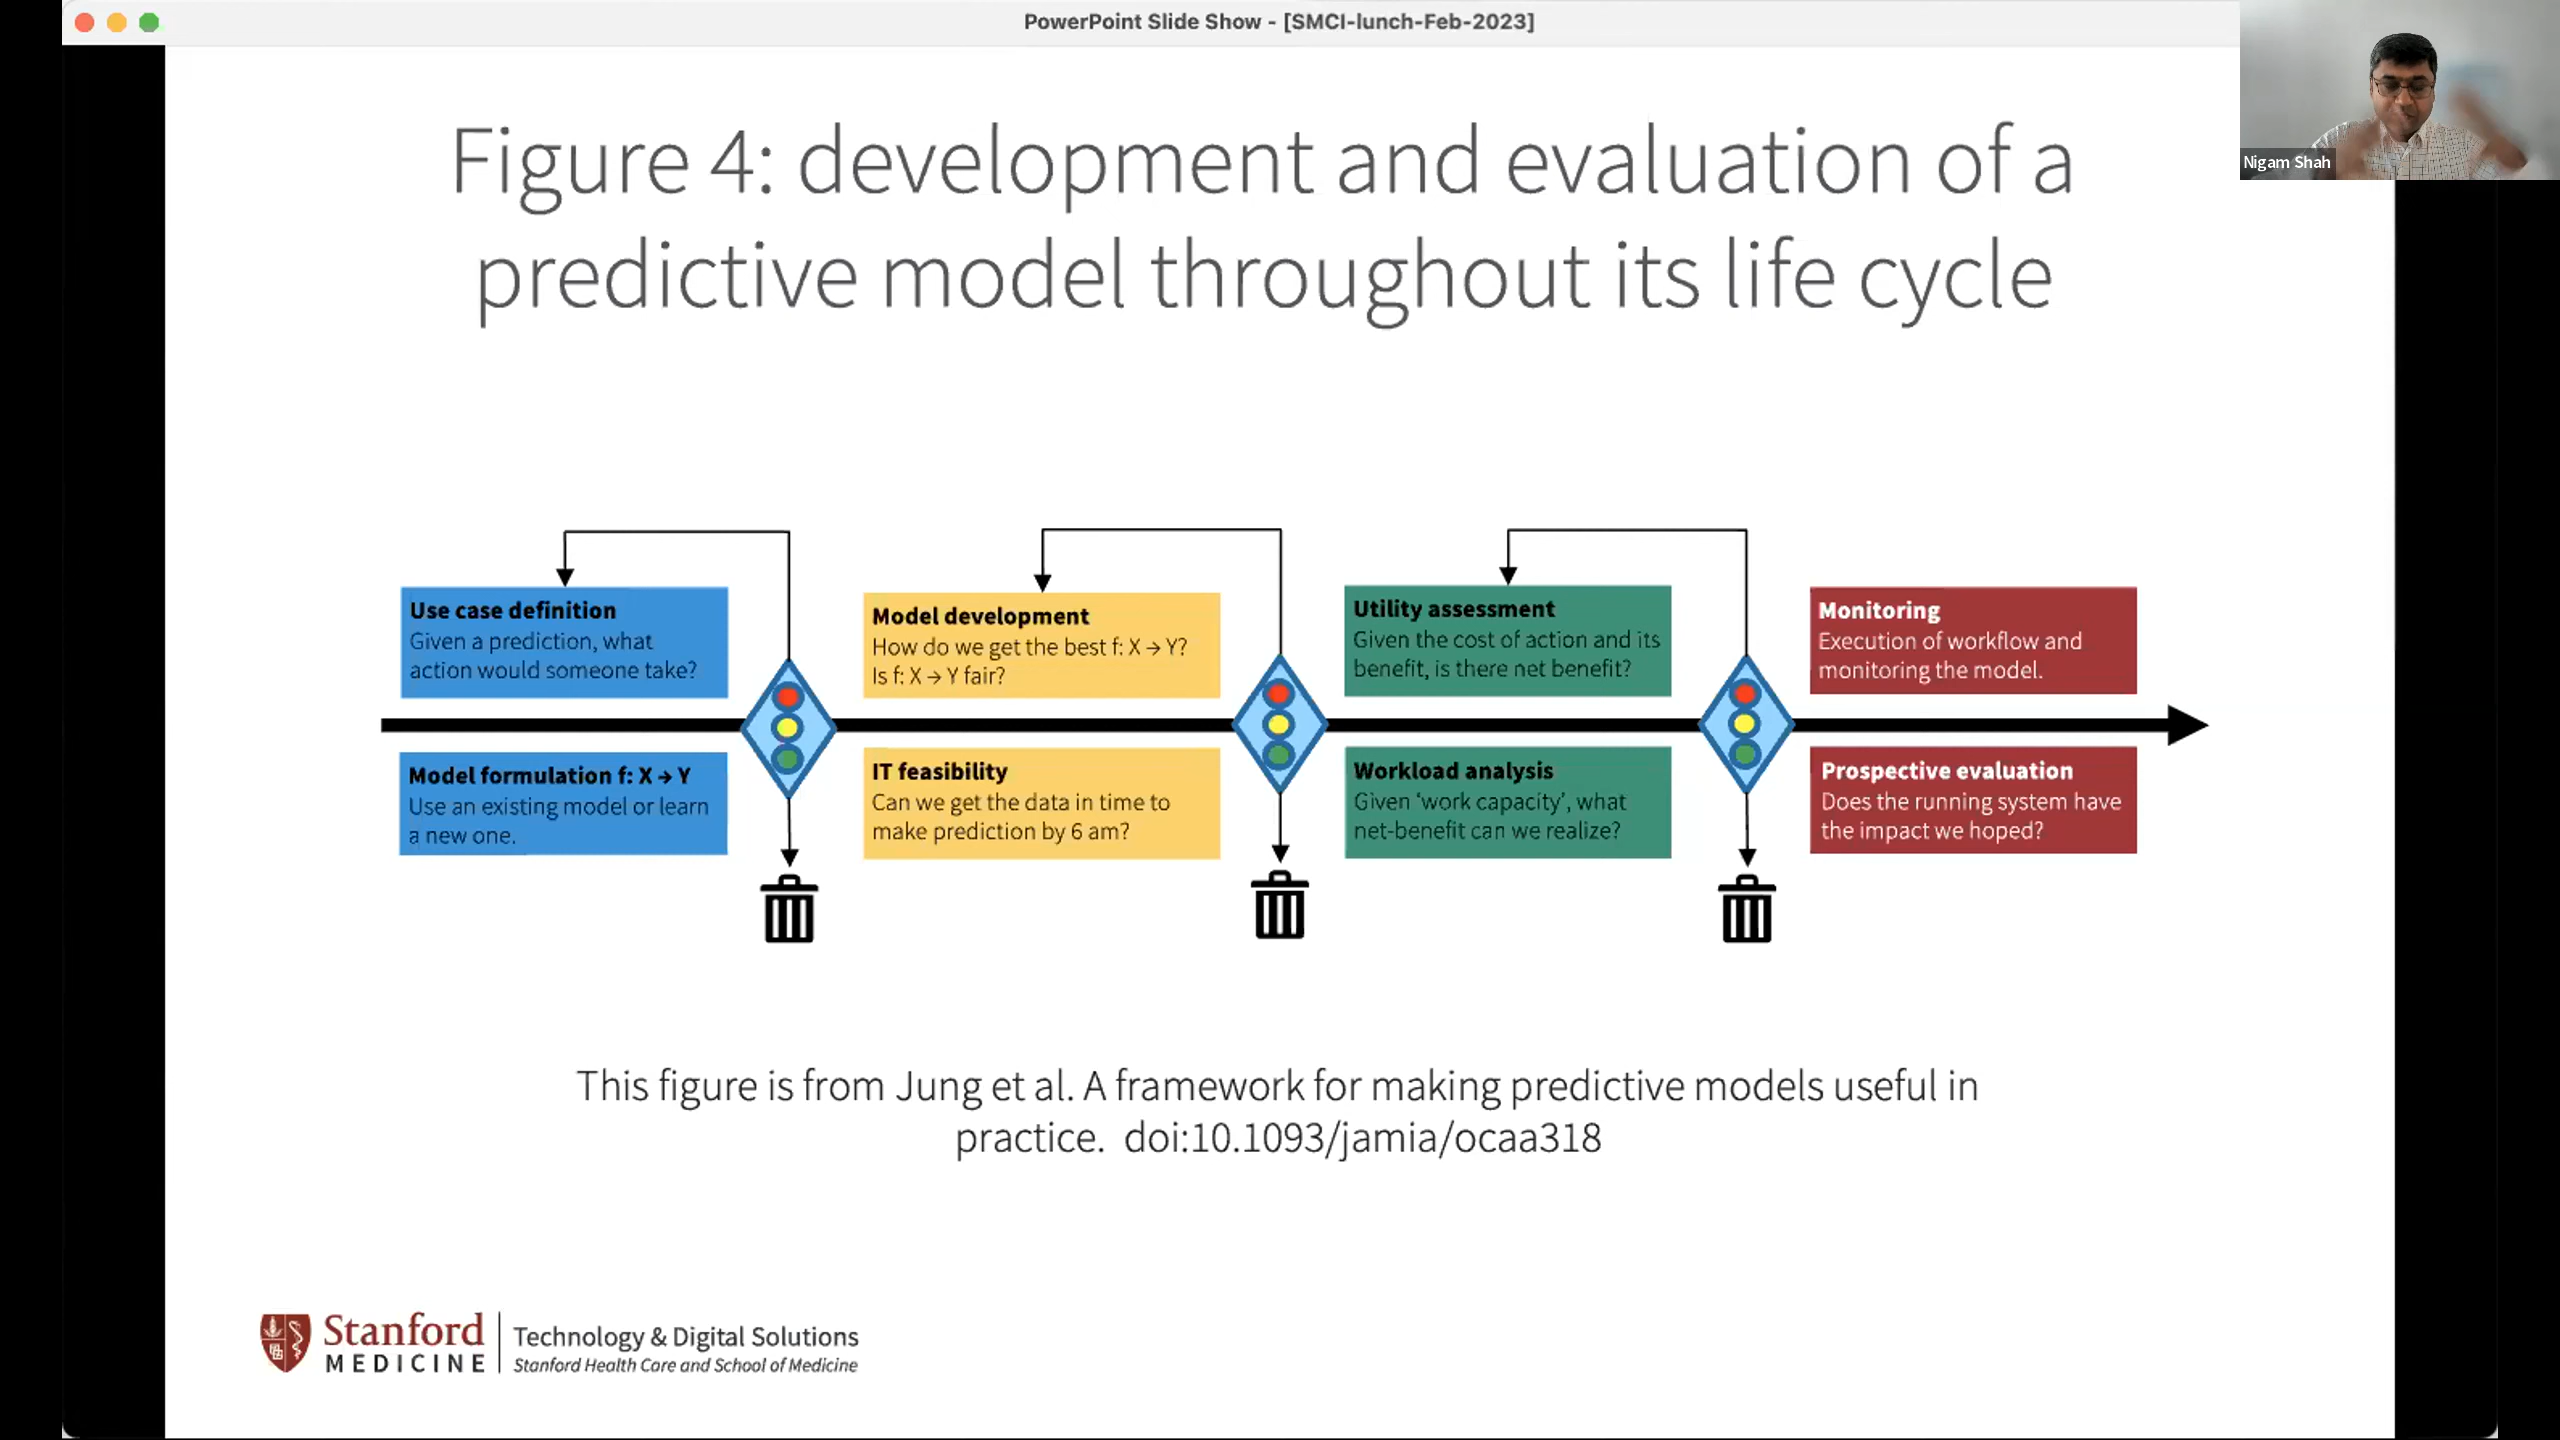 PowerPoint Slide Show - [SMCI-lunch-Feb-2023]
Nigam Shah
Figure 4: development and evaluation of a
predictive model throughout its life cycle
Use case definition
Given a prediction, what
action would someone take?
Model formulation f: X → Y
Use an existing model or learn
a new one.
Model development
How do we get the best f: X → Y?
Is f: X → Y fair?
IT feasibility
Can we get the data in time to
make prediction by 6 am?
Utility assessment
Given the cost of action and its
benefit, is there net benefit?
Workload analysis
Given ‘work capacity’, what
net-benefit can we realize?
Monitoring
Execution of workflow and
monitoring the model.
Prospective evaluation
Does the running system have
the impact we hoped?
This figure is from Jung et al. A framework for making predictive models useful in
practice. doi:10.1093/jamia/ocaa318
Stanford
MEDICINE
Technology & Digital Solutions
Stanford Health Care and School of Medicine